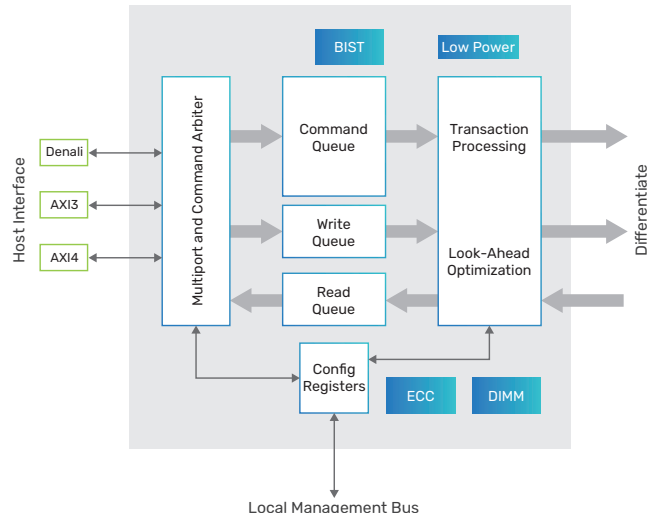 BIST
Low Power
Host Interface
Denali
AXI3
AXI4
Multiport and Command Arbiter
Command
Queue
Write
Queue
Read
Queue
Transaction
Processing
Look-Ahead
Optimization
Differentiate
Config
Registers
ECC
DIMM
Local Management Bus